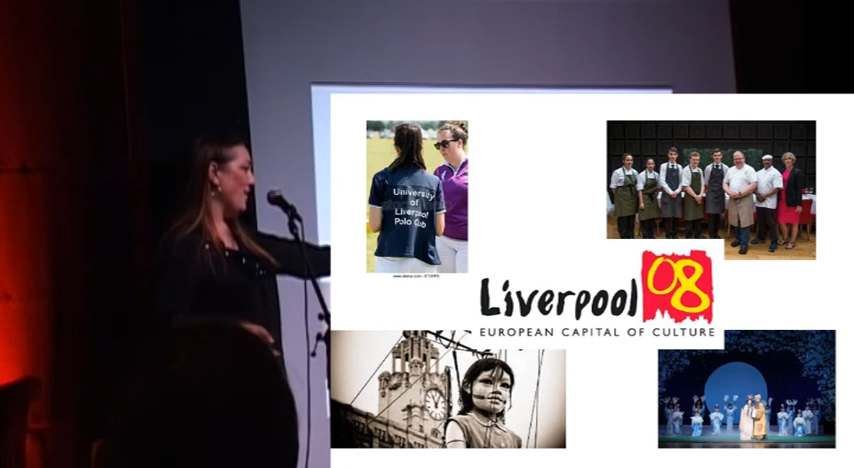 University
of
Liverpool
Polo Club
Liverpool 08
EUROPEAN CAPITAL OF CULTURE